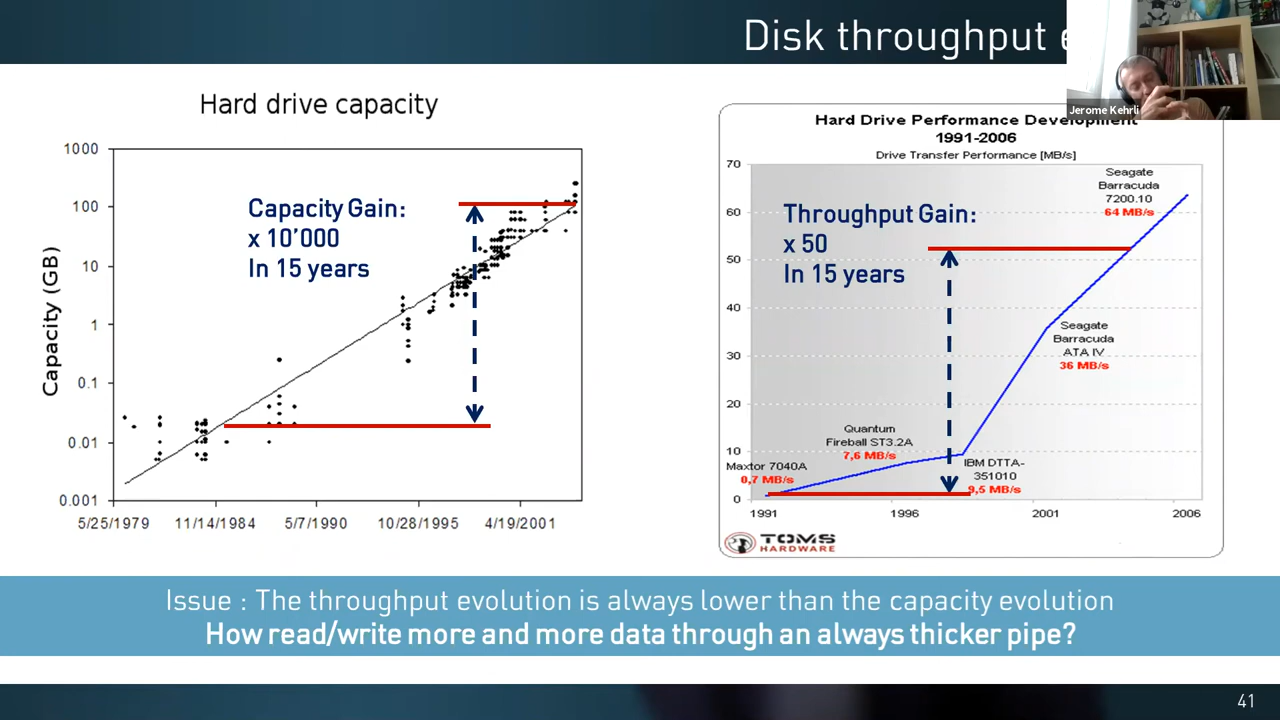 Disk throughput
Jerome Kehrli
Hard drive capacity
Capacity (GB)
1000
100
10
1
0.1
0.01
0.001
5/25/1979
11/14/1984
5/7/1990
10/28/1995
4/19/2001
Capacity Gain:
x 10'000
In 15 years
Hard Drive Performance Development
1991-2006
Drive Transfer Performance [MB/s]
70
60
50
40
30
20
10
0
1991
1996
2001
2006
Throughput Gain:
x 50
In 15 years
Seagate
Barracuda
7200.10
64 MB/s
Seagate
Barracuda
ATA IV
36 MB/s
Quantum
Fireball ST3.2A
7,6 MB/s
Maxtor 7040A
0,7 MB/s
IBM DTTA-
351010
9,5 MB/s
TOMS
HARDWARE
Issue : The throughput evolution is always lower than the capacity evolution
How read/write more and more data through an always thicker pipe?
41